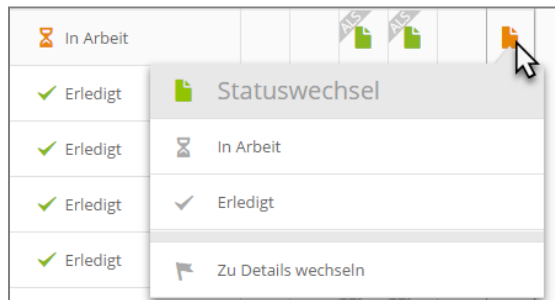 In Arbeit
ALS
ALS
Erledigt
Statuswechsel
Erledigt
In Arbeit
Erledigt
Erledigt
Erledigt
Zu Details wechseln